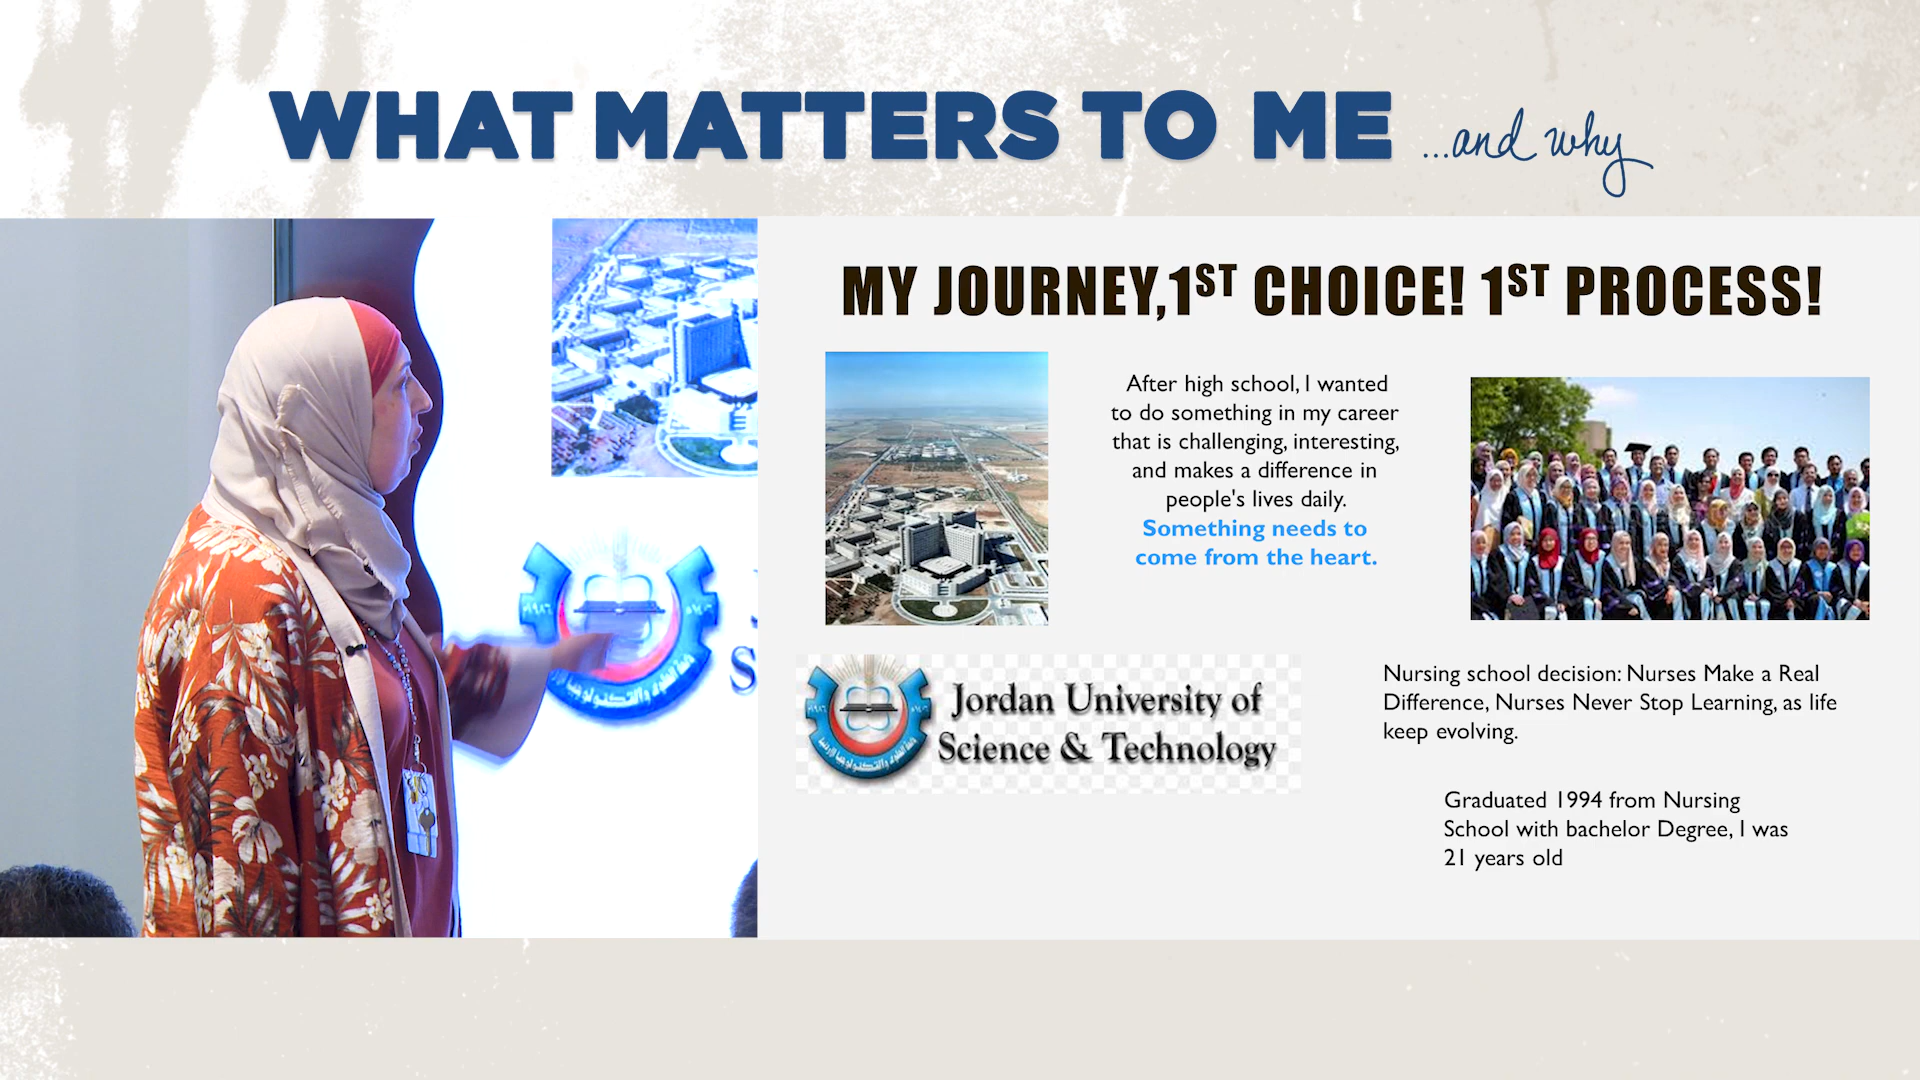 WHAT MATTERS TO ME ...and why
MY JOURNEY,1ST CHOICE! 1ST PROCESS!
After high school, I wanted
to do something in my career
that is challenging, interesting,
and makes a difference in
people's lives daily.
Something needs to
come from the heart.
Jordan University of
Science & Technology
Nursing school decision: Nurses Make a Real
Difference, Nurses Never Stop Learning, as life
keep evolving.
Graduated 1994 from Nursing
School with bachelor Degree, I was
21 years old